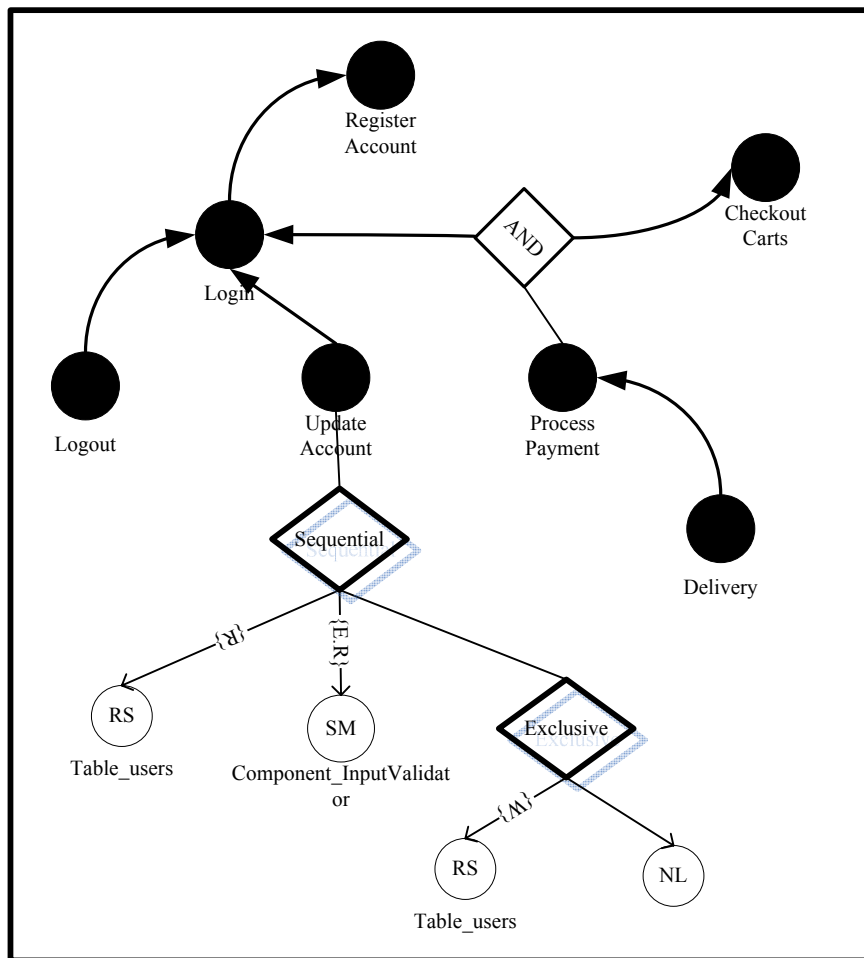 Register
Account
AND
Checkout
Carts
Login
Logout
Update
Account
Process
Payment
Sequential
Delivery
{R}
{E.R}
RS
Table_users
SM
Component_InputValidat
or
Exclusive
{W}
RS
Table_users
NL